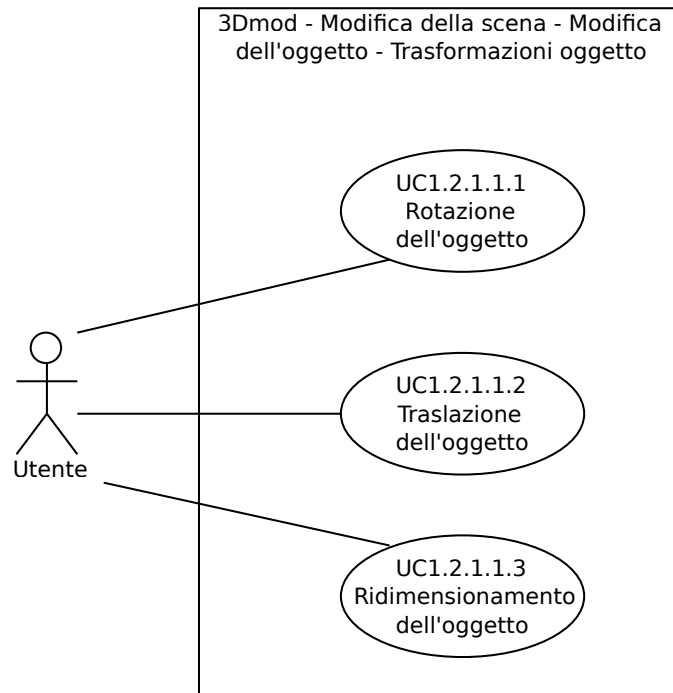 3Dmod - Modifica della scena - Modifica
dell'oggetto - Trasformazioni oggetto
UC1.2.1.1.1
Rotazione
dell'oggetto
UC1.2.1.1.2
Traslazione
dell'oggetto
Utente
UC1.2.1.1.3
Ridimensionamento
dell'oggetto